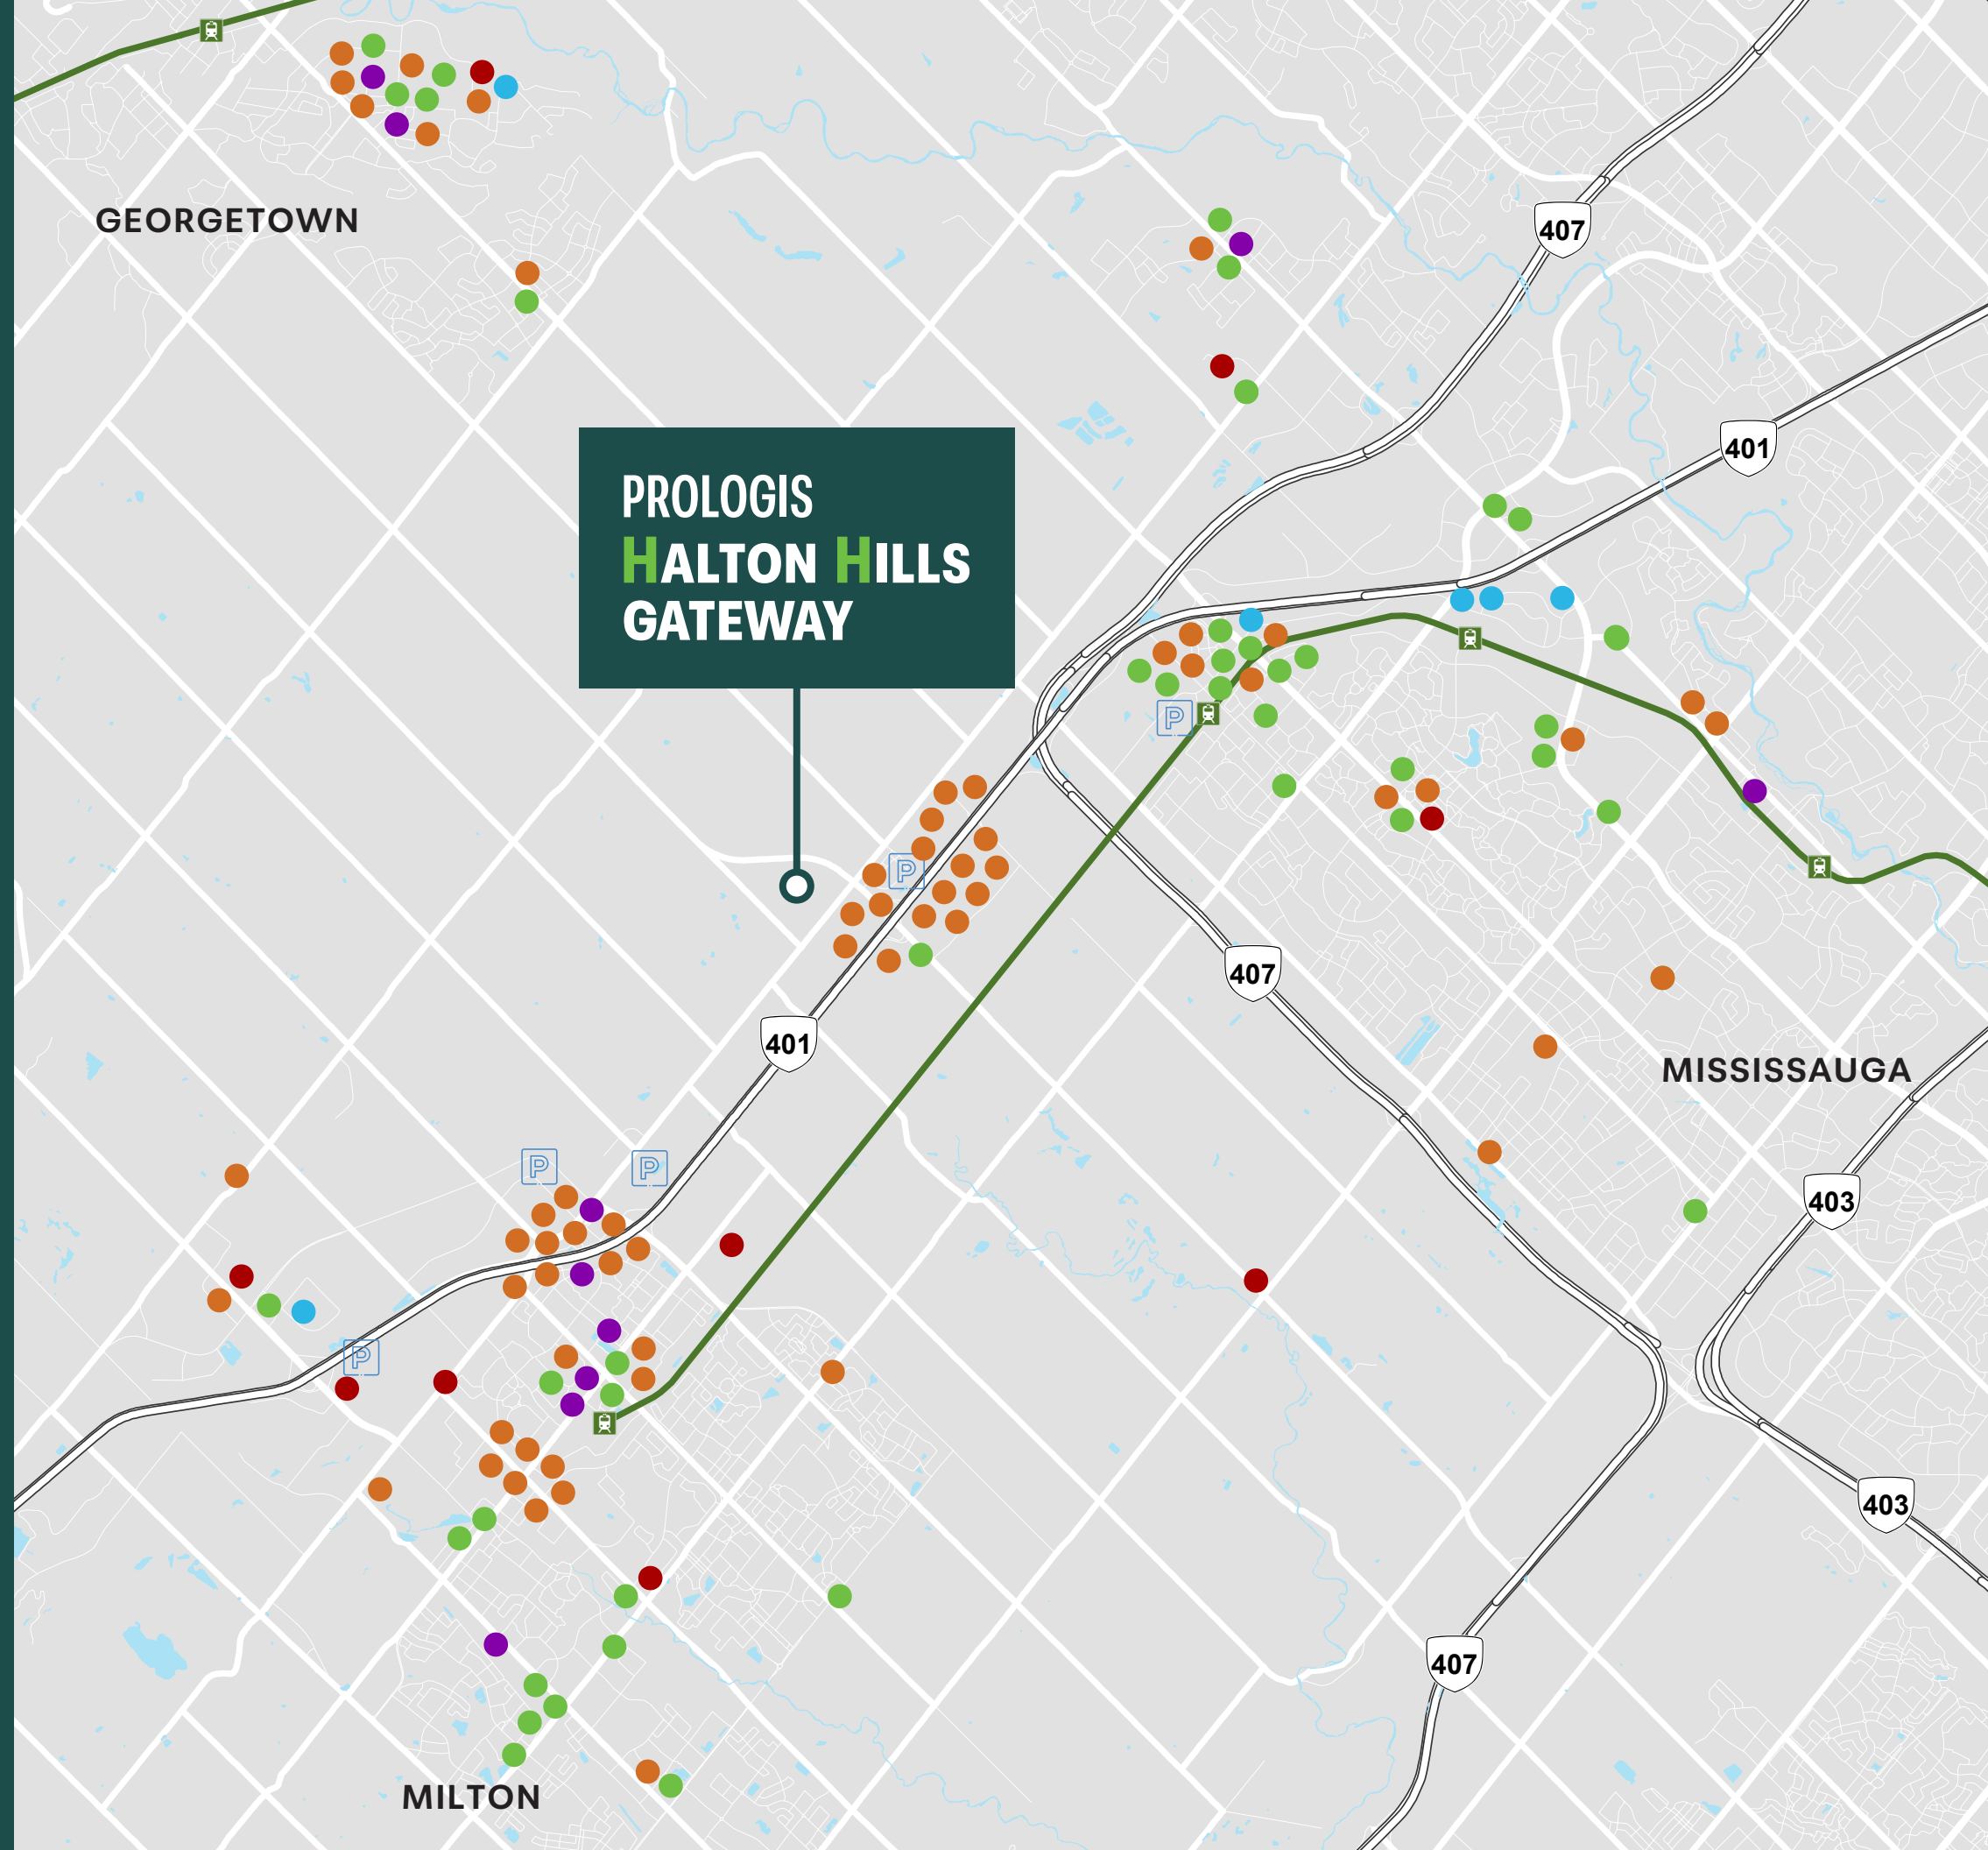 GEORGETOWN
407
401
PROLOGIS
HALTON HILLS
GATEWAY
P
P
407
401
MISSISSAUGA
P
P
403
P
403
407
MILTON